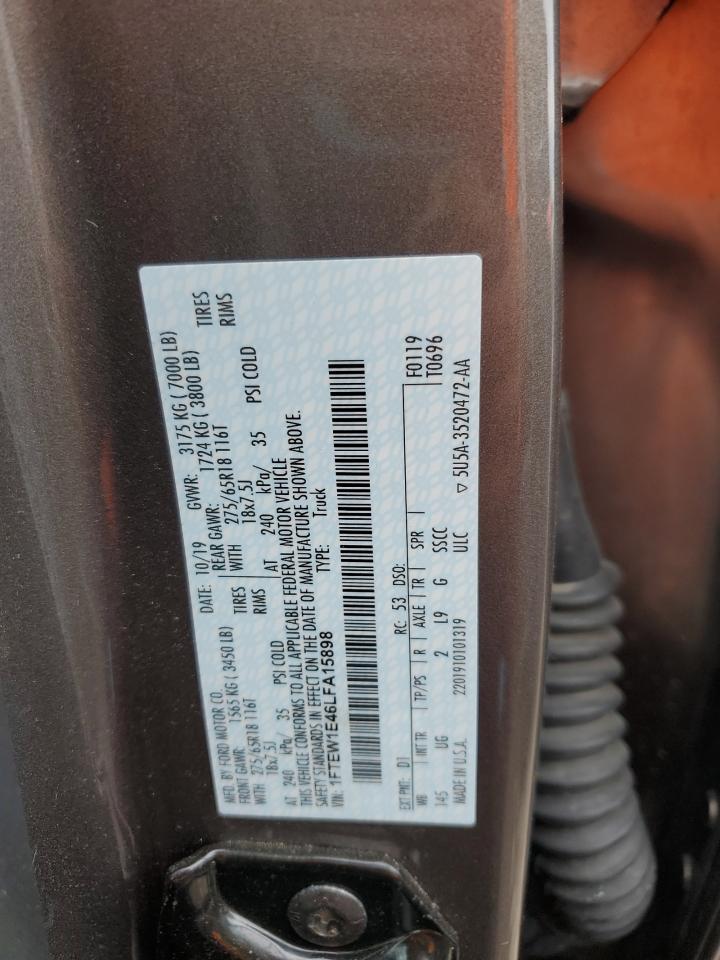 MFD. BY FORD MOTOR CO. DATE: 10/19 GVWR: 3175 KG ( 7000 LB)
FRONT GAWR: 1565 KG ( 3450 LB) REAR GAWR: 1724 KG ( 3800 LB)
WITH 275/65R18 116T TIRES WITH 275/65R18 116T TIRES
18x7.5J RIMS 18x7.5J RIMS
AT 240 kPa/ 35 PSI COLD AT 240 kPa/ 35 PSI COLD
THIS VEHICLE CONFORMS TO ALL APPLICABLE FEDERAL MOTOR VEHICLE
SAFETY STANDARDS IN EFFECT ON THE DATE OF MANUFACTURE SHOWN ABOVE.
VIN: 1FTEW1E46LFA15898 TYPE: Truck
EXT PNT: D1 RC: 53 DSO: F0119
WB INT TR TP/PS R AXLE TR SPR T0696
145 UG 2 L9 G SSCC
MADE IN U.S.A. 2201910101319 ULC ▽ 5U5A-3520472-AA